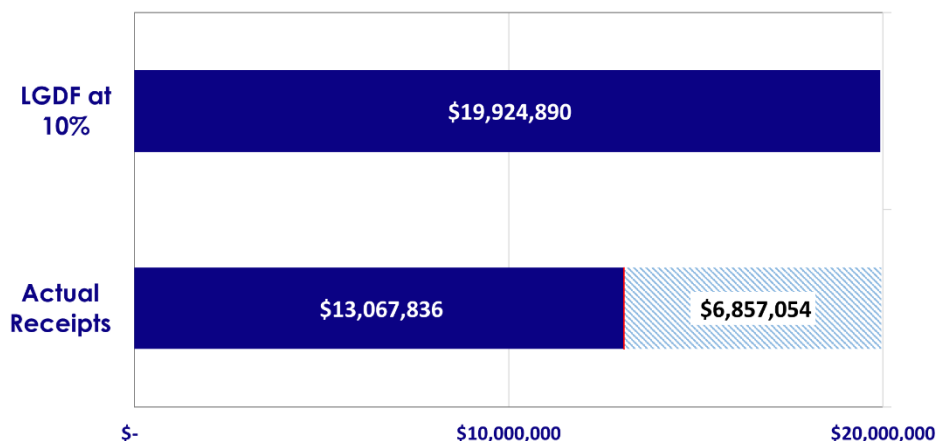 LGDF at
10%
$19,924,890
Actual
Receipts
$13,067,836
$6,857,054
$-
$10,000,000
$20,000,000